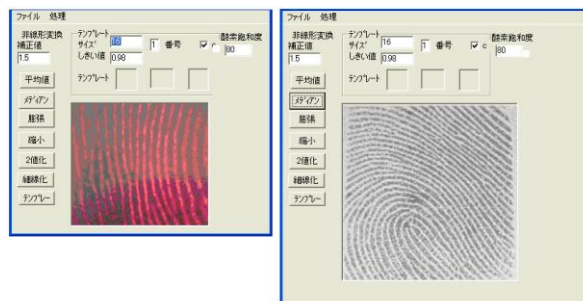 ファイル 処理
非線形変換
補正値
1.5
テンプレート
サイズ
16
1
番号
しきい値
0.98
酸素飽和度
80
テンプレート
平均値
メディアン
膨張
縮小
2値化
細線化
テンプレー
ファイル 処理
非線形変換
補正値
1.5
テンプレート
サイズ
16
1
番号
c
しきい値
0.98
酸素飽和度
80
テンプレート
平均値
メディアン
膨張
縮小
2値化
細線化
テンプレー